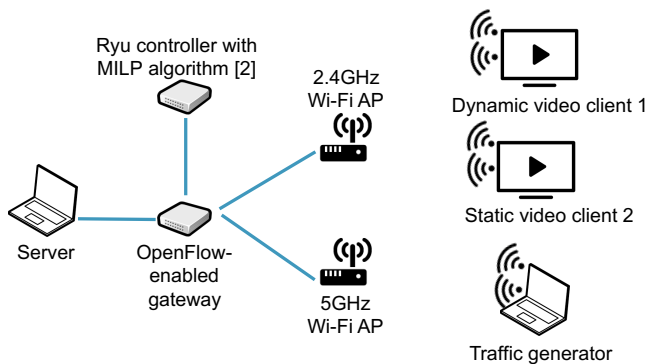 Ryu controller with
MILP algorithm [2]
2.4GHz
Wi-Fi AP
Dynamic video client 1
Static video client 2
Server
OpenFlow-
enabled
gateway
5GHz
Wi-Fi AP
Traffic generator